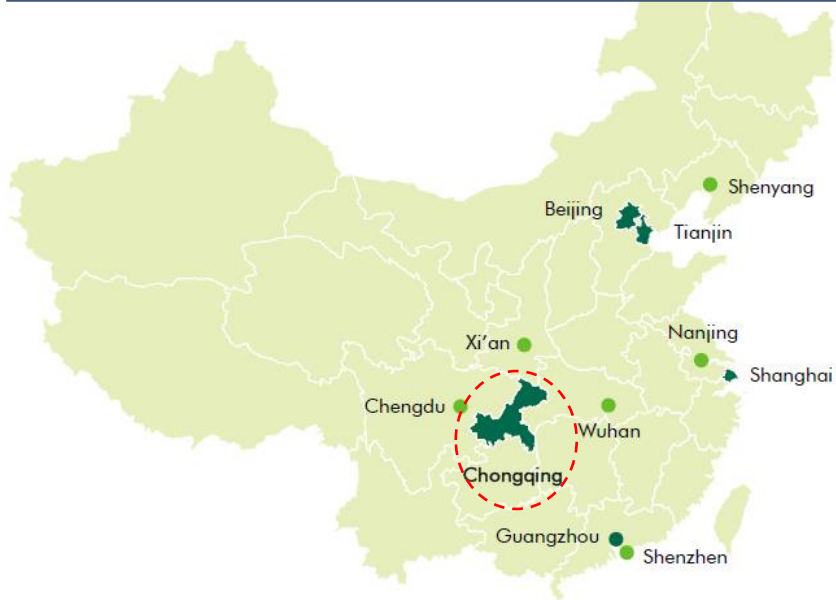 Shenyang
Beijing
Tianjin
Nanjing
Xi'an
Shanghai
Chengdu
Wuhan
Chongqing
Guangzhou
Shenzhen